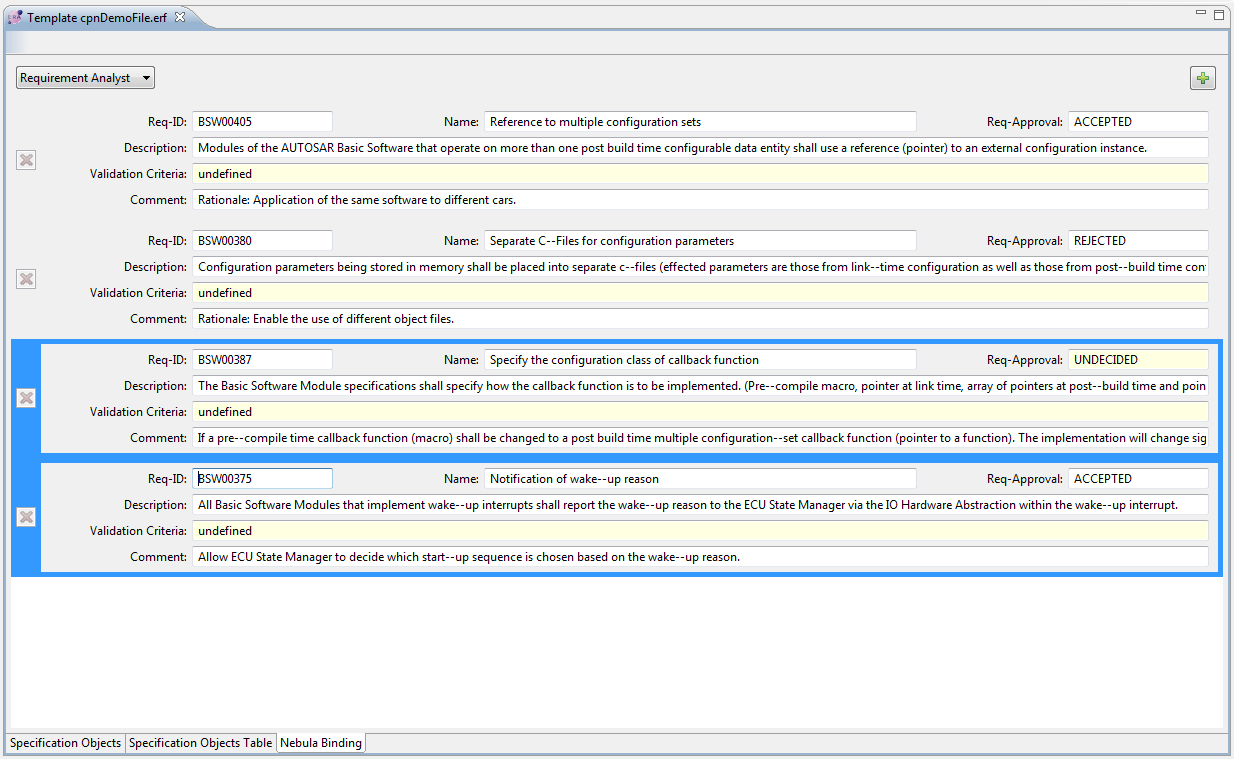 Template cpnDemoFile.erf
Requirement Analyst
Req-ID: BSW00405 Name: Reference to multiple configuration sets Req-Approval: ACCEPTED
Description: Modules of the AUTOSAR Basic Software that operate on more than one post build time configurable data entity shall use a reference (pointer) to an external configuration instance.
Validation Criteria: undefined
Comment: Rationale: Application of the same software to different cars.
Req-ID: BSW00380 Name: Separate C--Files for configuration parameters Req-Approval: REJECTED
Description: Configuration parameters being stored in memory shall be placed into separate c--files (effected parameters are those from link--time configuration as well as those from post--build time con
Validation Criteria: undefined
Comment: Rationale: Enable the use of different object files.
Req-ID: BSW00387 Name: Specify the configuration class of callback function Req-Approval: UNDECIDED
Description: The Basic Software Module specifications shall specify how the callback function is to be implemented. (Pre--compile macro, pointer at link time, array of pointers at post--build time and poin
Validation Criteria: undefined
Comment: If a pre--compile time callback function (macro) shall be changed to a post build time multiple configuration--set callback function (pointer to a function). The implementation will change sig
Req-ID: BSW00375 Name: Notification of wake--up reason Req-Approval: ACCEPTED
Description: All Basic Software Modules that implement wake--up interrupts shall report the wake--up reason to the ECU State Manager via the IO Hardware Abstraction within the wake--up interrupt.
Validation Criteria: undefined
Comment: Allow ECU State Manager to decide which start--up sequence is chosen based on the wake--up reason.
Specification Objects Specification Objects Table Nebula Binding